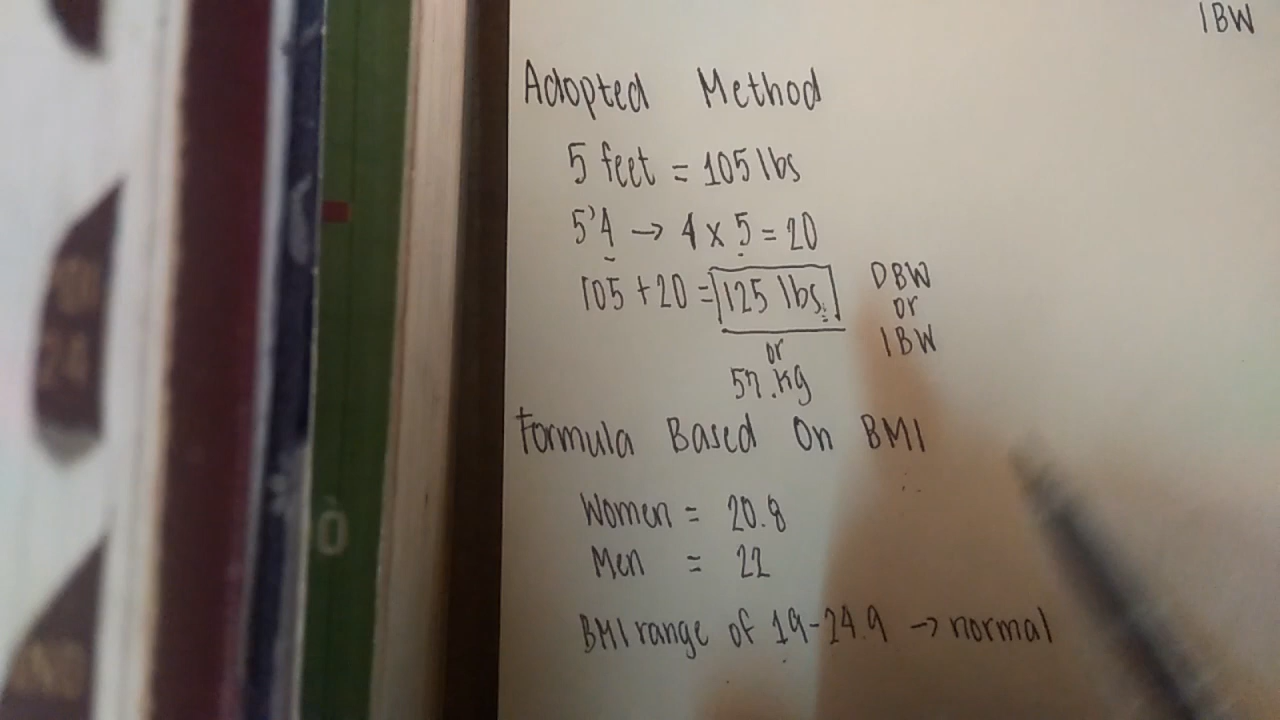 IBW
Adopted Method
5 feet = 105 lbs
5'4 → 4 x 5 = 20
105 + 20 = 125 lbs.
DBW
or
IBW
or
57.kg
Formula Based On BMI
Women = 20.8
Men = 22
BMI range of 19-24.9 → normal